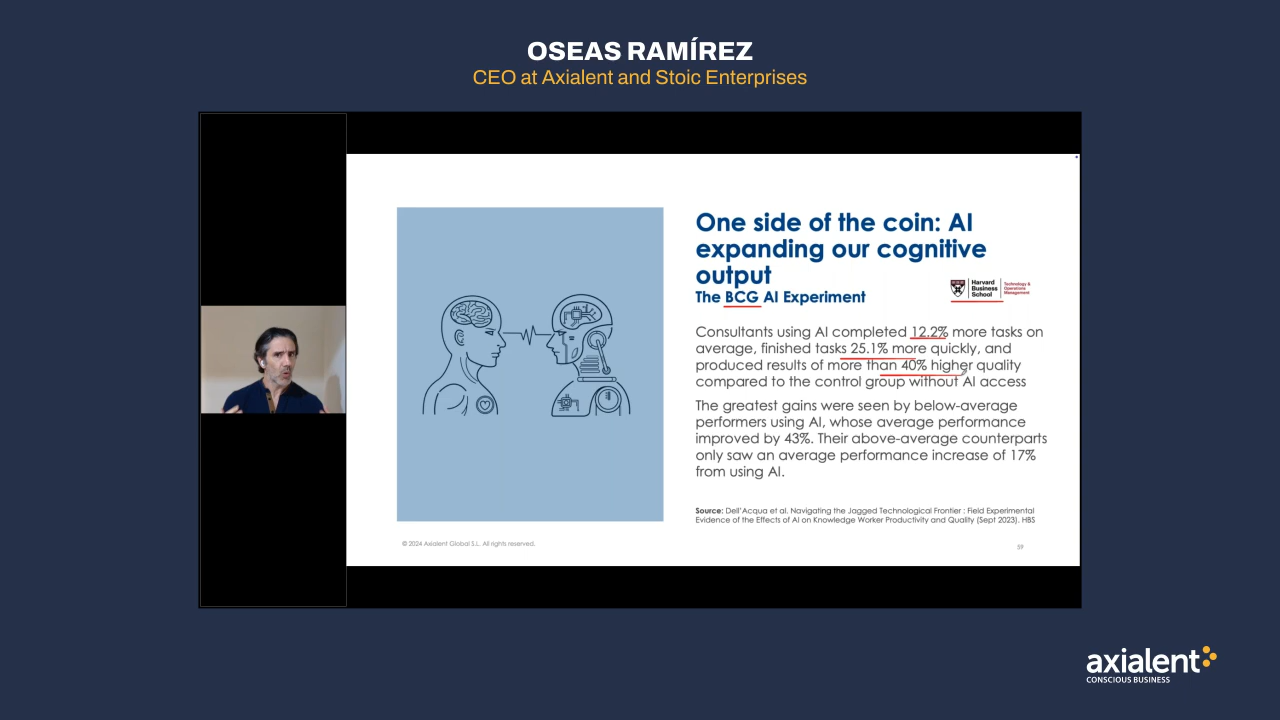 OSEAS RAMÍREZ
CEO at Axialent and Stoic Enterprises
One side of the coin: AI
expanding our cognitive
output
The BCG AI Experiment
Harvard
Business
School
Technology &
Operations
Management
Consultants using AI completed 12.2% more tasks on
average, finished tasks 25.1% more quickly, and
produced results of more than 40% higher quality
compared to the control group without AI access
The greatest gains were seen by below-average
performers using AI, whose average performance
improved by 43%. Their above-average counterparts
only saw an average performance increase of 17%
from using AI.
Source: Dell'Acqua et al. Navigating the Jagged Technological Frontier : Field Experimental
Evidence of the Effects of AI on Knowledge Worker Productivity and Quality (Sept 2023). HBS
© 2024 Axialent Global S.L. All rights reserved.
59
axialent
CONSCIOUS BUSINESS